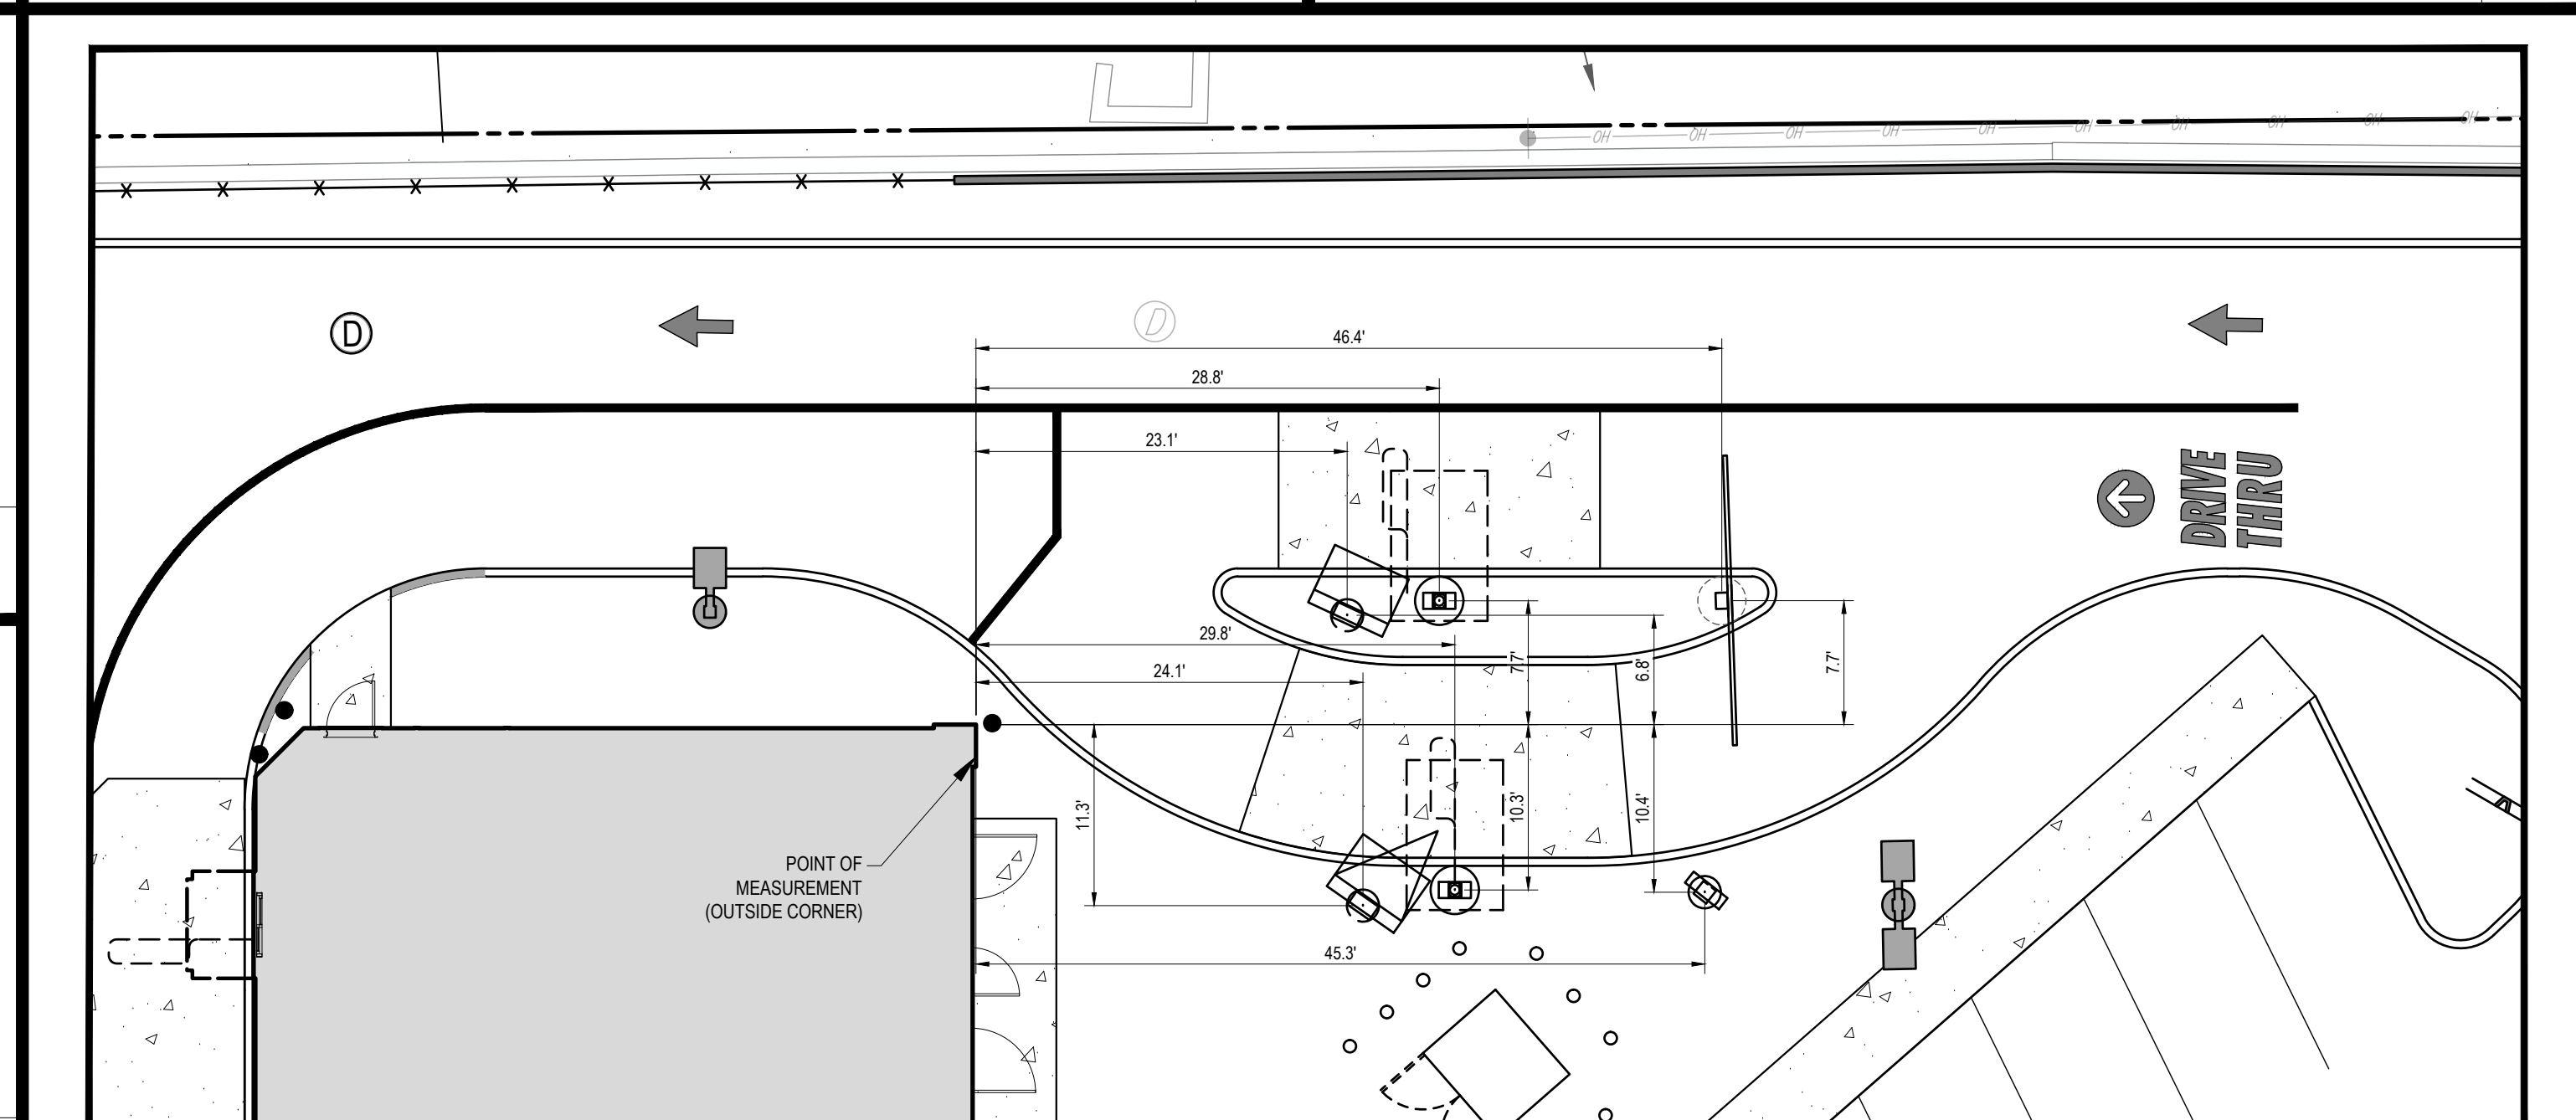 OH OH OH OH OH OH OH OH OH OH
D
D
46.4'
28.8'
23.1'
DRIVE
THRU
29.8'
24.1'
7.7'
6.8'
7.7'
11.3'
10.3'
10.4'
POINT OF
MEASUREMENT
(OUTSIDE CORNER)
45.3'